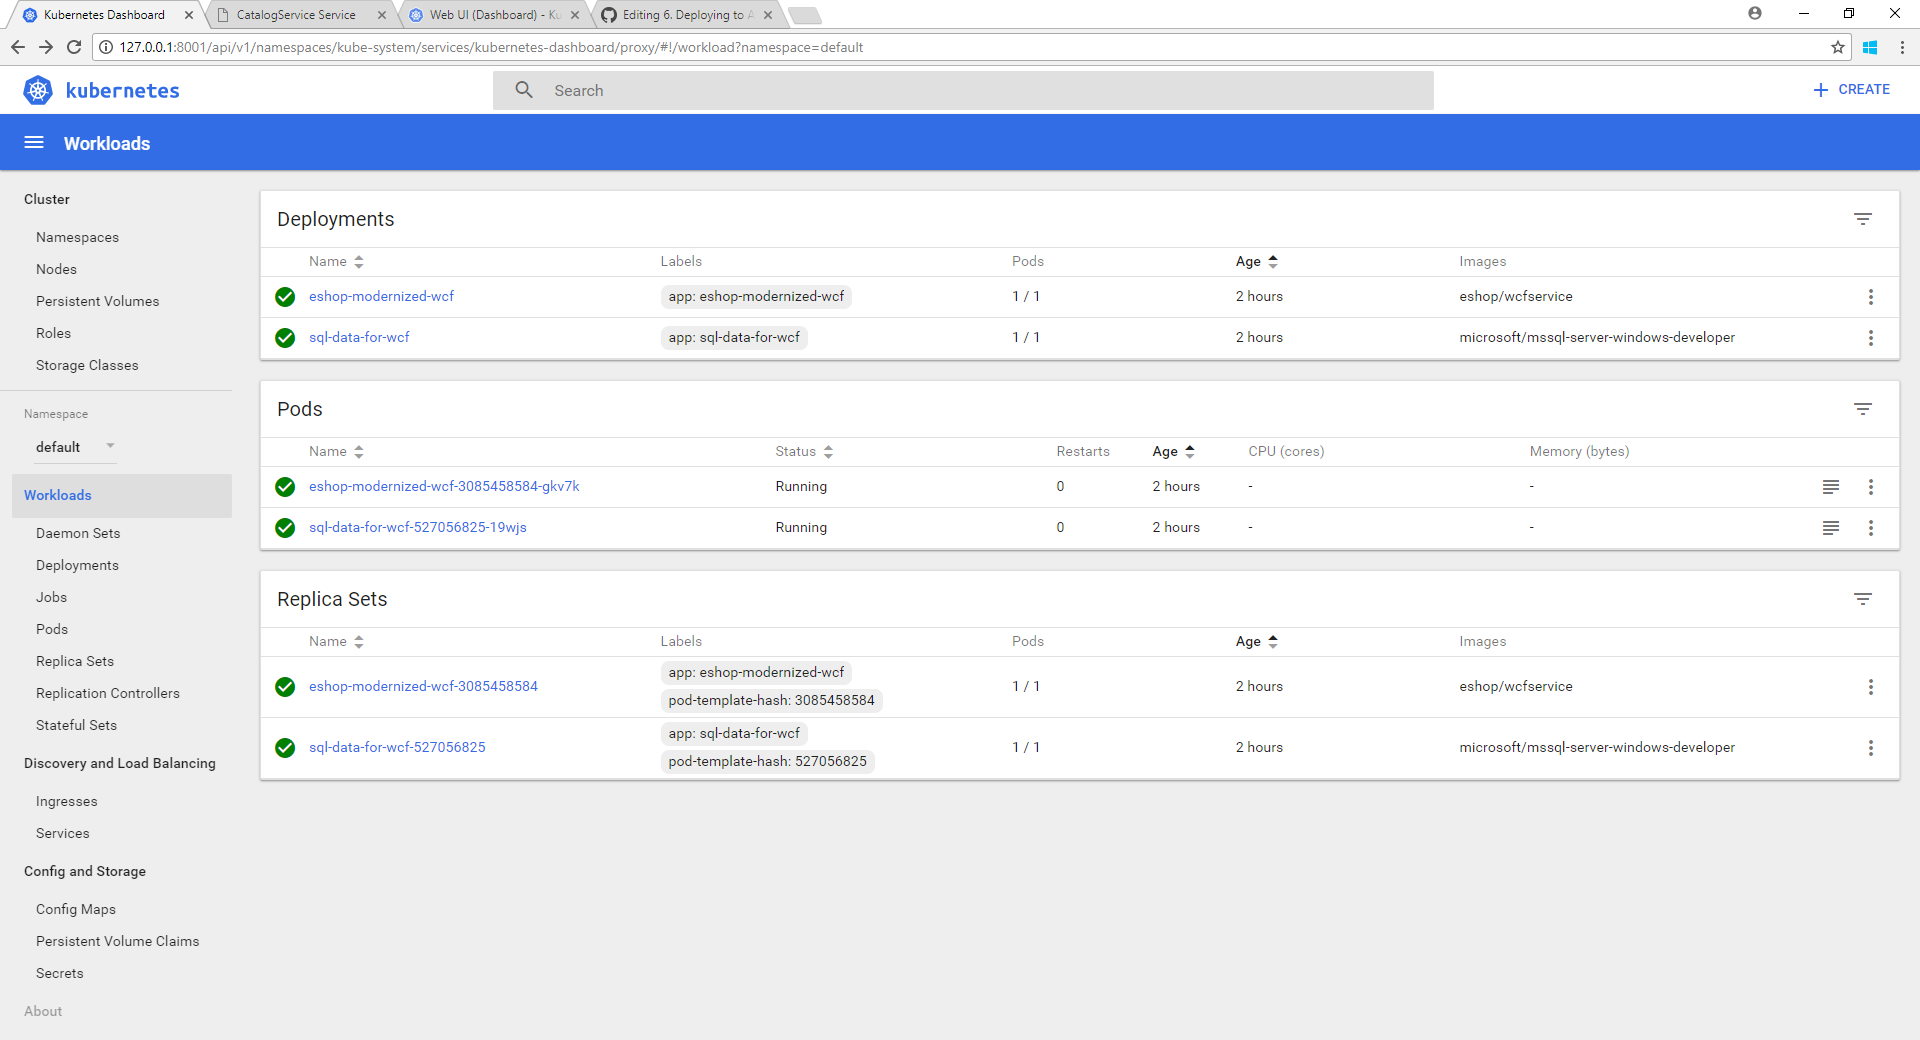 Kubernetes Dashboard
CatalogService Service
Web UI (Dashboard) - Ku
Editing 6. Deploying to A
127.0.0.1:8001/api/v1/namespaces/kube-system/services/kubernetes-dashboard/proxy/#!/workload?namespace=default
kubernetes
Search
CREATE
Workloads
Cluster
Namespaces
Nodes
Persistent Volumes
Roles
Storage Classes
Namespace
default
Workloads
Daemon Sets
Deployments
Jobs
Pods
Replica Sets
Replication Controllers
Stateful Sets
Discovery and Load Balancing
Ingresses
Services
Config and Storage
Config Maps
Persistent Volume Claims
Secrets
About
Deployments
Name Labels Pods Age Images
eshop-modernized-wcf app: eshop-modernized-wcf 1 / 1 2 hours eshop/wcfservice
sql-data-for-wcf app: sql-data-for-wcf 1 / 1 2 hours microsoft/mssql-server-windows-developer
Pods
Name Status Restarts Age CPU (cores) Memory (bytes)
eshop-modernized-wcf-3085458584-gkv7k Running 0 2 hours - -
sql-data-for-wcf-527056825-19wjs Running 0 2 hours - -
Replica Sets
Name Labels Pods Age Images
eshop-modernized-wcf-3085458584 app: eshop-modernized-wcf 1 / 1 2 hours eshop/wcfservice
pod-template-hash: 3085458584
sql-data-for-wcf-527056825 app: sql-data-for-wcf 1 / 1 2 hours microsoft/mssql-server-windows-developer
pod-template-hash: 527056825